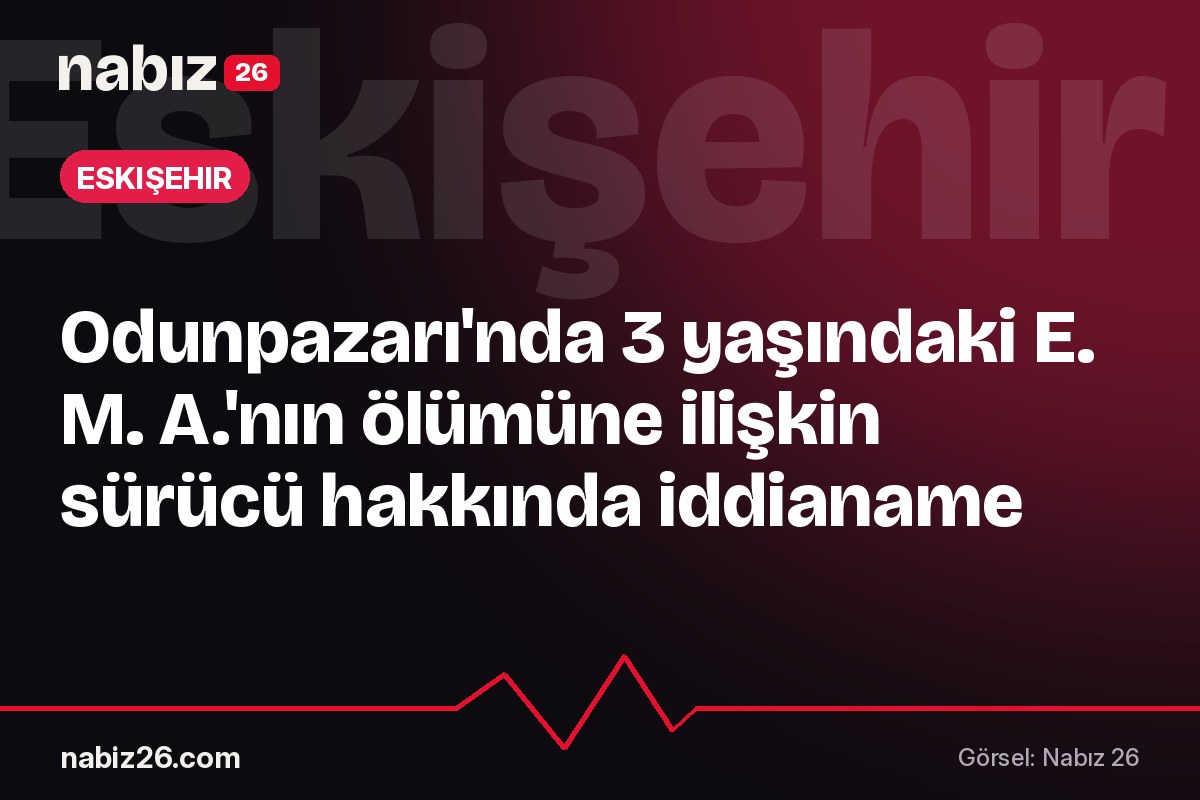 Eskişehir
nabız 26
ESKIŞEHIR
Odunpazarı'nda 3 yaşındaki E.
M. A.'nın ölümüne ilişkin
sürücü hakkında iddianame
nabiz26.com
Görsel: Nabız 26